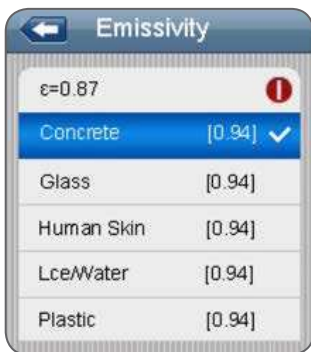 Emissivity
ε=0.87
Concrete [0.94]
Glass [0.94]
Human Skin [0.94]
Lce/Water [0.94]
Plastic [0.94]